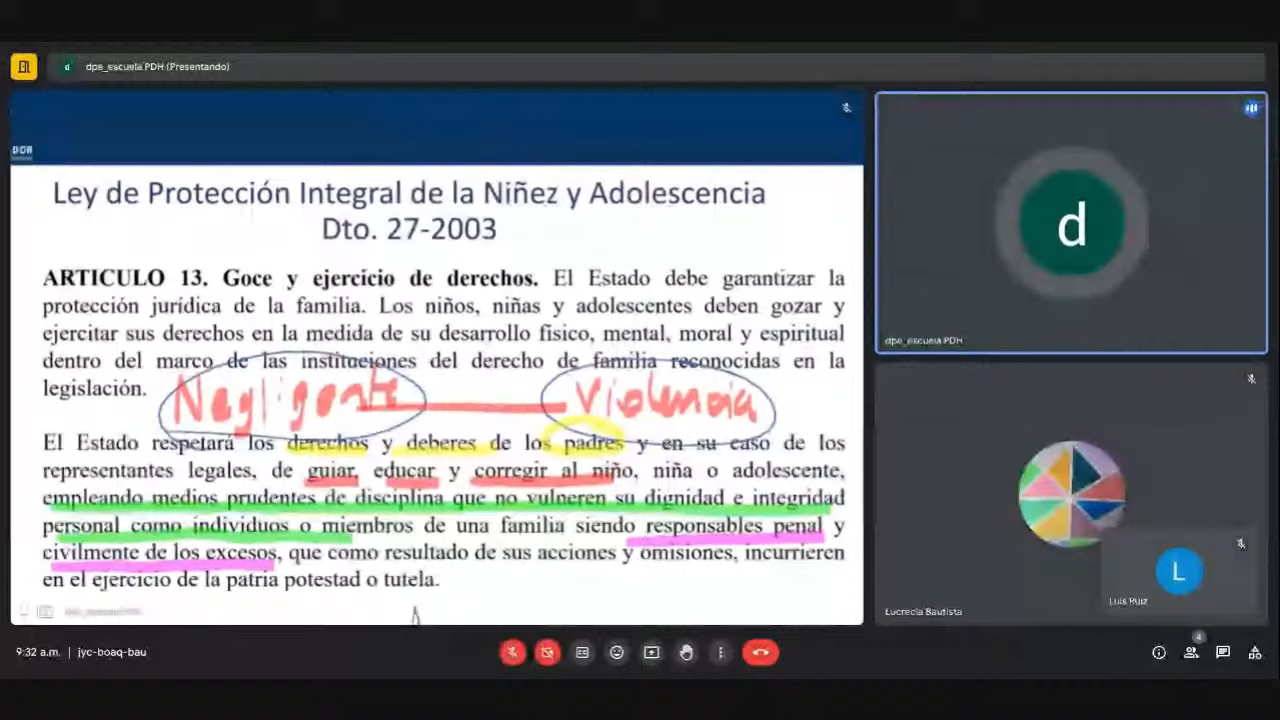 d dpe_escuela PDH (Presentando)
PDH
Ley de Protección Integral de la Niñez y Adolescencia
Dto. 27-2003
ARTICULO 13. Goce y ejercicio de derechos. El Estado debe garantizar la
protección jurídica de la familia. Los niños, niñas y adolescentes deben gozar y
ejercitar sus derechos en la medida de su desarrollo físico, mental, moral y espiritual
dentro del marco de las instituciones del derecho de familia reconocidas en la
legislación.
Negligente Violencia
El Estado respetará los derechos y deberes de los padres y en su caso de los
representantes legales, de guiar, educar y corregir al niño, niña o adolescente,
empleando medios prudentes de disciplina que no vulneren su dignidad e integridad
personal como individuos o miembros de una familia siendo responsables penal y
civilmente de los excesos, que como resultado de sus acciones y omisiones, incurrieren
en el ejercicio de la patria potestad o tutela.
d
dpe_escuela PDH
L
Luis Ruiz
Lucrecia Bautista
9:32 a.m. | jyc-boaq-bau
4